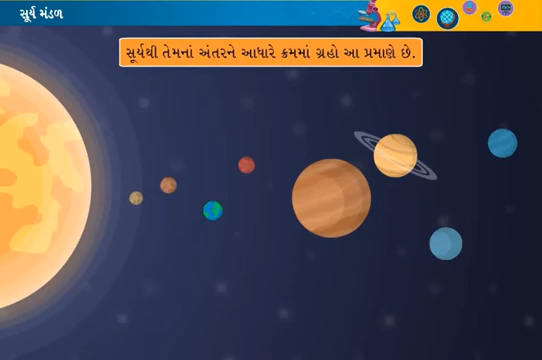 સૂર્ય મંડળ
સૂર્યથી તેમનાં અંતરને આધારે ક્રમમાં ગ્રહો આ પ્રમાણે છે.